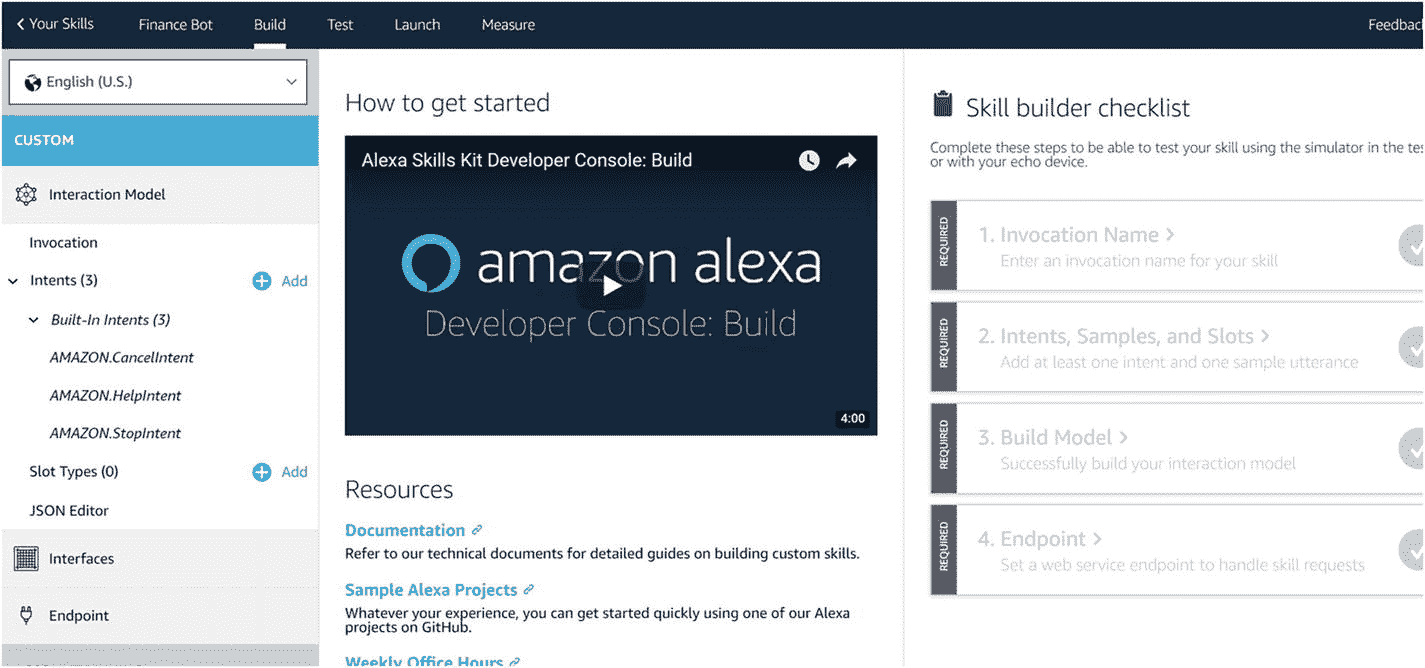 Your Skills
Finance Bot
Build
Test
Launch
Measure
English (U.S.)
CUSTOM
Interaction Model
Invocation
Intents (3)
Add
Built-In Intents (3)
AMAZON.CancelIntent
AMAZON.HelpIntent
AMAZON.StopIntent
Slot Types (0)
Add
JSON Editor
Interfaces
Endpoint
How to get started
Alexa Skills Kit Developer Console: Build
amazon alexa
Developer Console: Build
4:00
Resources
Documentation
Refer to our technical documents for detailed guides on building custom skills.
Sample Alexa Projects
Whatever your experience, you can get started quickly using one of our Alexa
projects on GitHub.
Weekly Office Hours
Skill builder checklist
Complete these steps to be able to test your skill using the simulator in the
or with your echo device.
REQUIRED
1. Invocation Name >
Enter an invocation name for your skill
REQUIRED
2. Intents, Samples, and Slots >
Add at least one intent and one sample utterance
REQUIRED
3. Build Model >
Successfully build your interaction model
REQUIRED
4. Endpoint >
Set a web service endpoint to handle skill requests